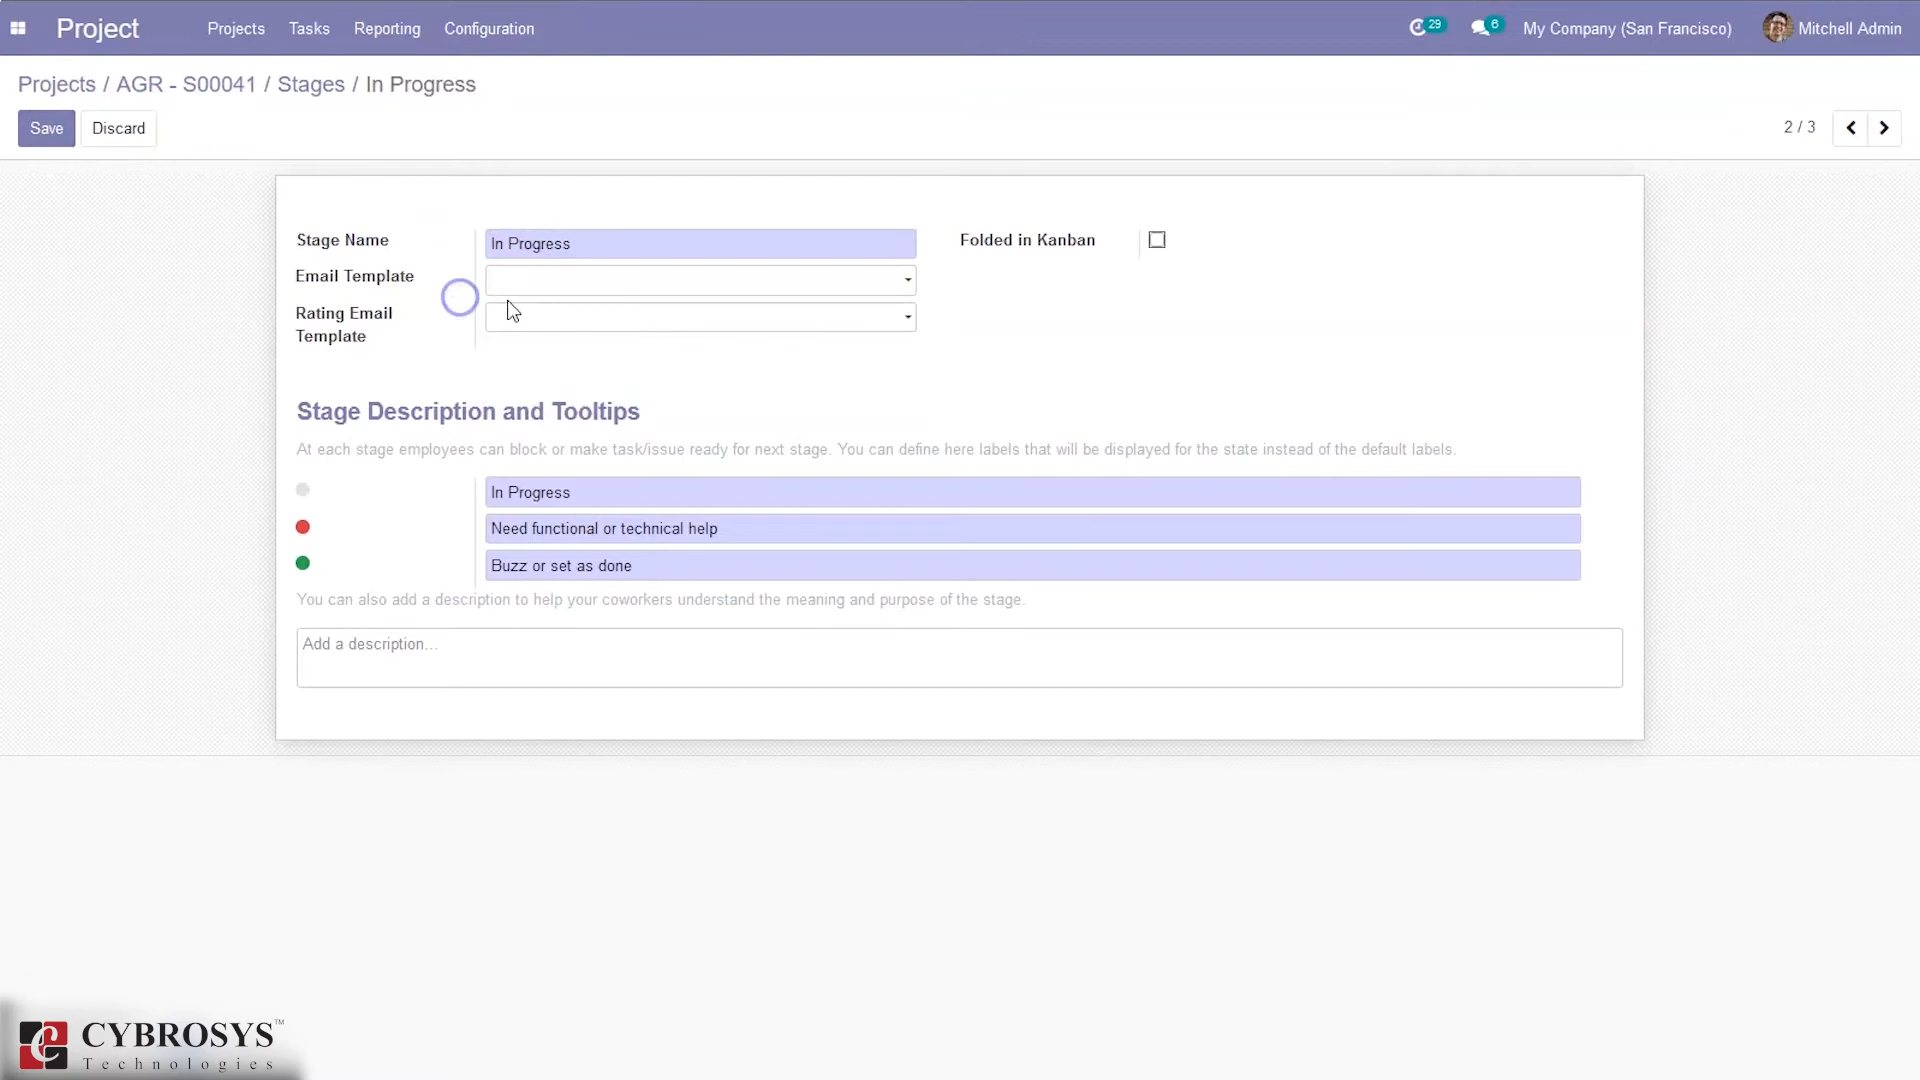 Project Projects Tasks Reporting Configuration 29 6 My Company (San Francisco) Mitchell Admin
Projects / AGR - S00041 / Stages / In Progress
Save Discard 2 / 3
Stage Name In Progress Folded in Kanban
Email Template
Rating Email
Template
Stage Description and Tooltips
At each stage employees can block or make task/issue ready for next stage. You can define here labels that will be displayed for the state instead of the default labels.
In Progress
Need functional or technical help
Buzz or set as done
You can also add a description to help your coworkers understand the meaning and purpose of the stage.
Add a description...
CYBROSYS™
Technologies